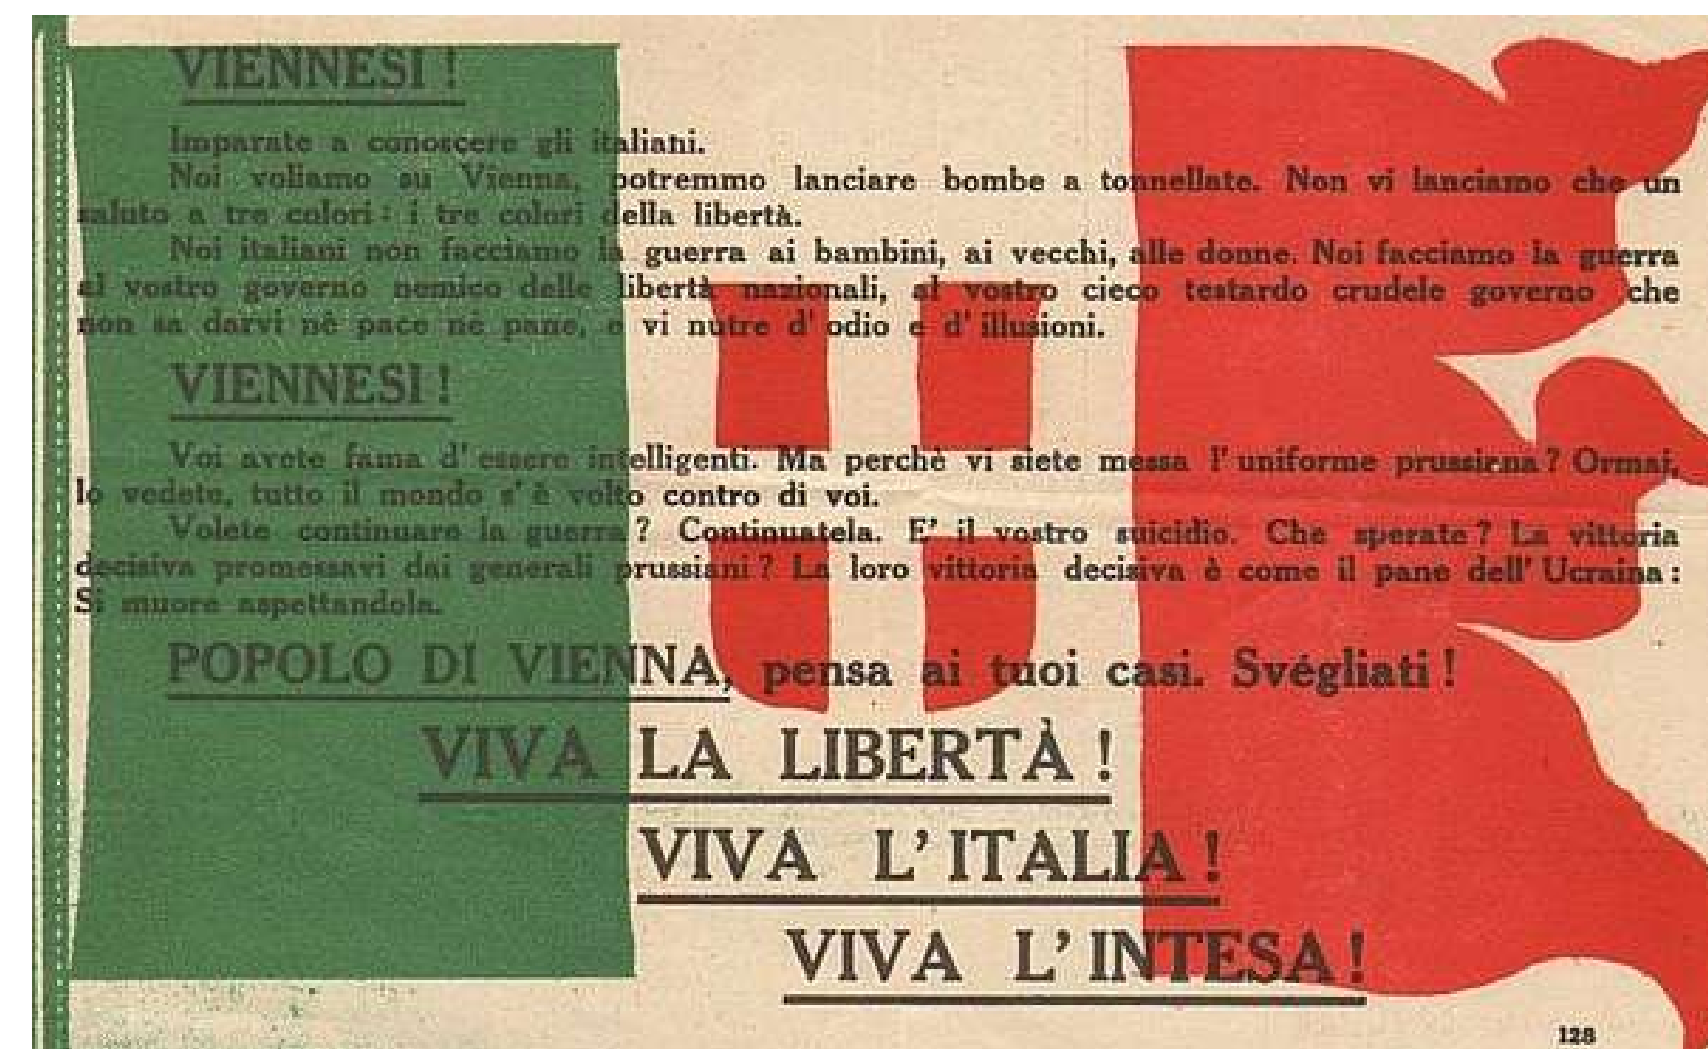 VIENNESI !
Imparate a conoscere gli italiani.
Noi voliamo su Vienna, potremmo lanciare bombe a tonnellate. Non vi lanciamo che un
saluto a tre colori : i tre colori della libertà.
Noi italiani non facciamo la guerra ai bambini, ai vecchi, alle donne. Noi facciamo la guerra
al vostro governo nemico delle libertà nazionali, al vostro cieco testardo crudele governo che
non sa darvi nè pace nè pane, e vi nutre d' odio e d' illusioni.
VIENNESI !
Voi avete fama d' essere intelligenti. Ma perchè vi siete messa l' uniforme prussiana ? Ormai,
lo vedete, tutto il mondo s' è volto contro di voi.
Volete continuare la guerra ? Continuatela. E' il vostro suicidio. Che sperate ? La vittoria
decisiva promessavi dai generali prussiani ? La loro vittoria decisiva è come il pane dell' Ucraina :
Si muore aspettandola.
POPOLO DI VIENNA, pensa ai tuoi casi. Svégliati !
VIVA LA LIBERTÀ !
VIVA L' ITALIA !
VIVA L' INTESA !
128